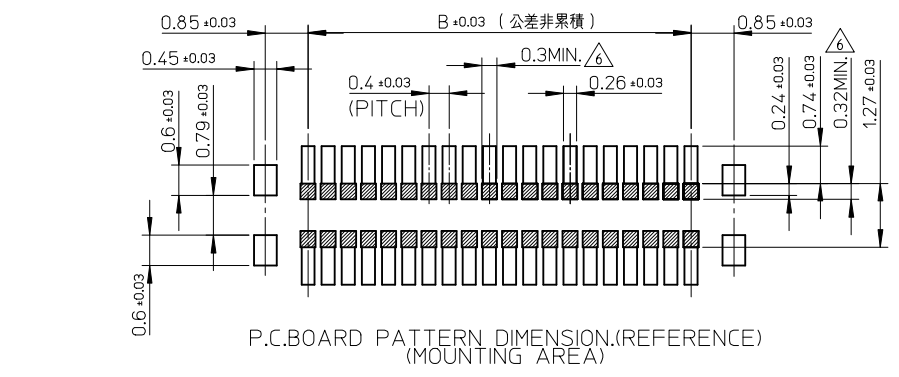 0.85 ±0.03
B ±0.03 ( 公差非累積 )
0.85 ±0.03
0.45 ±0.03
0.3MIN. 6
6
0.4 ±0.03
(PITCH)
0.26 ±0.03
0.6 ±0.03
0.79 ±0.03
0.24 ±0.03
0.74 ±0.03
0.32MIN.
1.27 ±0.03
0.6 ±0.03
P.C.BOARD PATTERN DIMENSION.(REFERENCE)
(MOUNTING AREA)